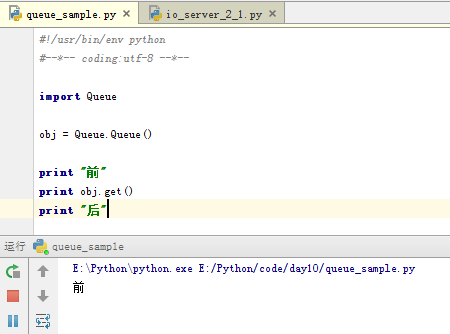 queue_sample.py × io_server_2_1.py ×
#!/usr/bin/env python
#--*-- coding:utf-8 --*--
import Queue
obj = Queue.Queue()
print "前"
print obj.get()
print "后"
运行 queue_sample
E:\Python\python.exe E:/Python/code/day10/queue_sample.py
前